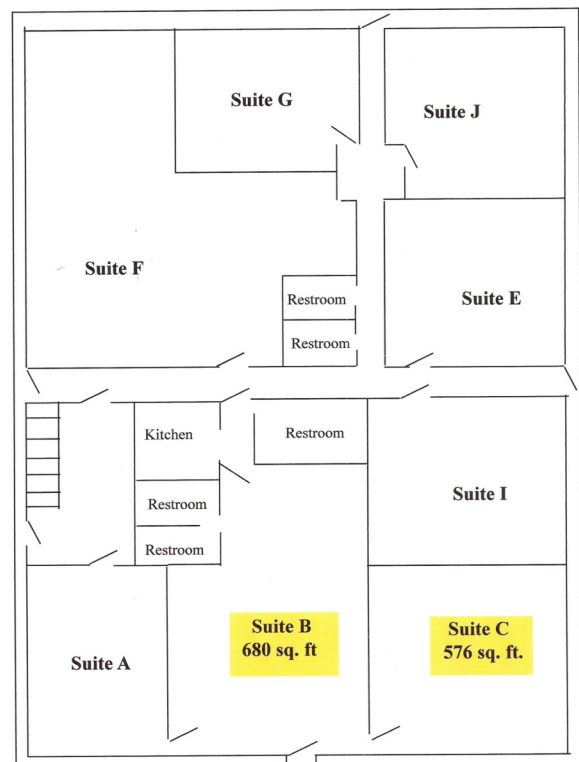 Suite G
Suite J
Suite F
Suite E
Restroom
Restroom
Kitchen
Restroom
Restroom
Restroom
Suite I
Suite A
Suite B
680 sq. ft
Suite C
576 sq. ft.